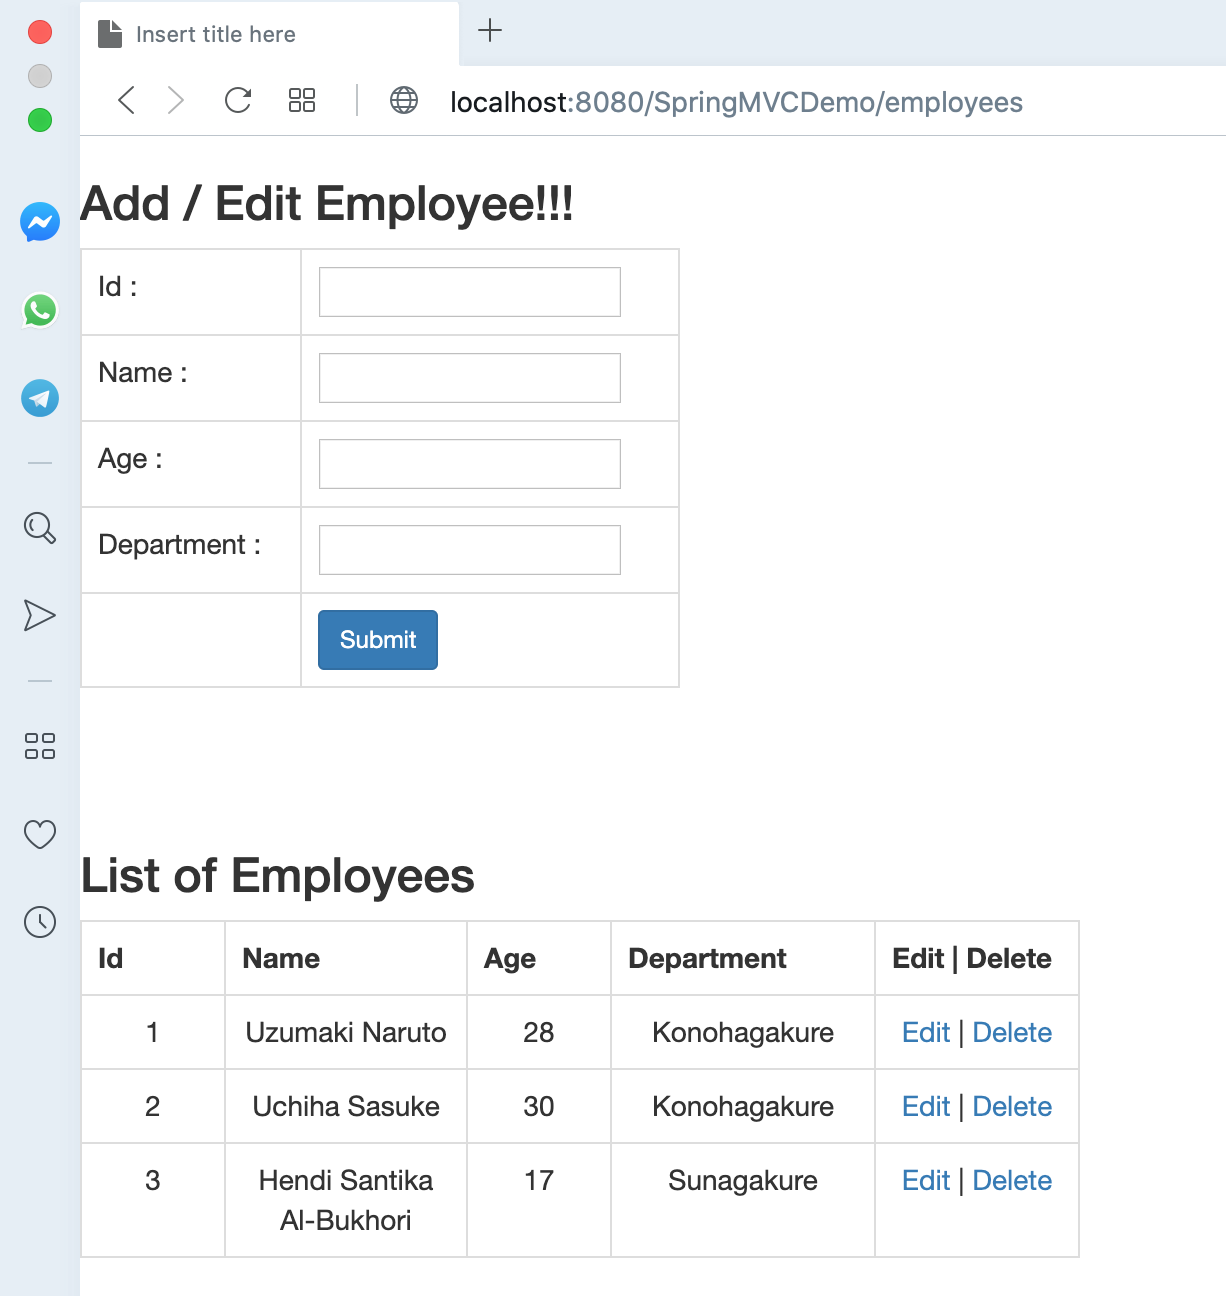 Insert title here
localhost:8080/SpringMVCDemo/employees
Add / Edit Employee!!!
Id :
Name :
Age :
Department :
Submit
List of Employees
Id Name Age Department Edit | Delete
1 Uzumaki Naruto 28 Konohagakure Edit | Delete
2 Uchiha Sasuke 30 Konohagakure Edit | Delete
3 Hendi Santika 17 Sunagakure Edit | Delete
Al-Bukhori